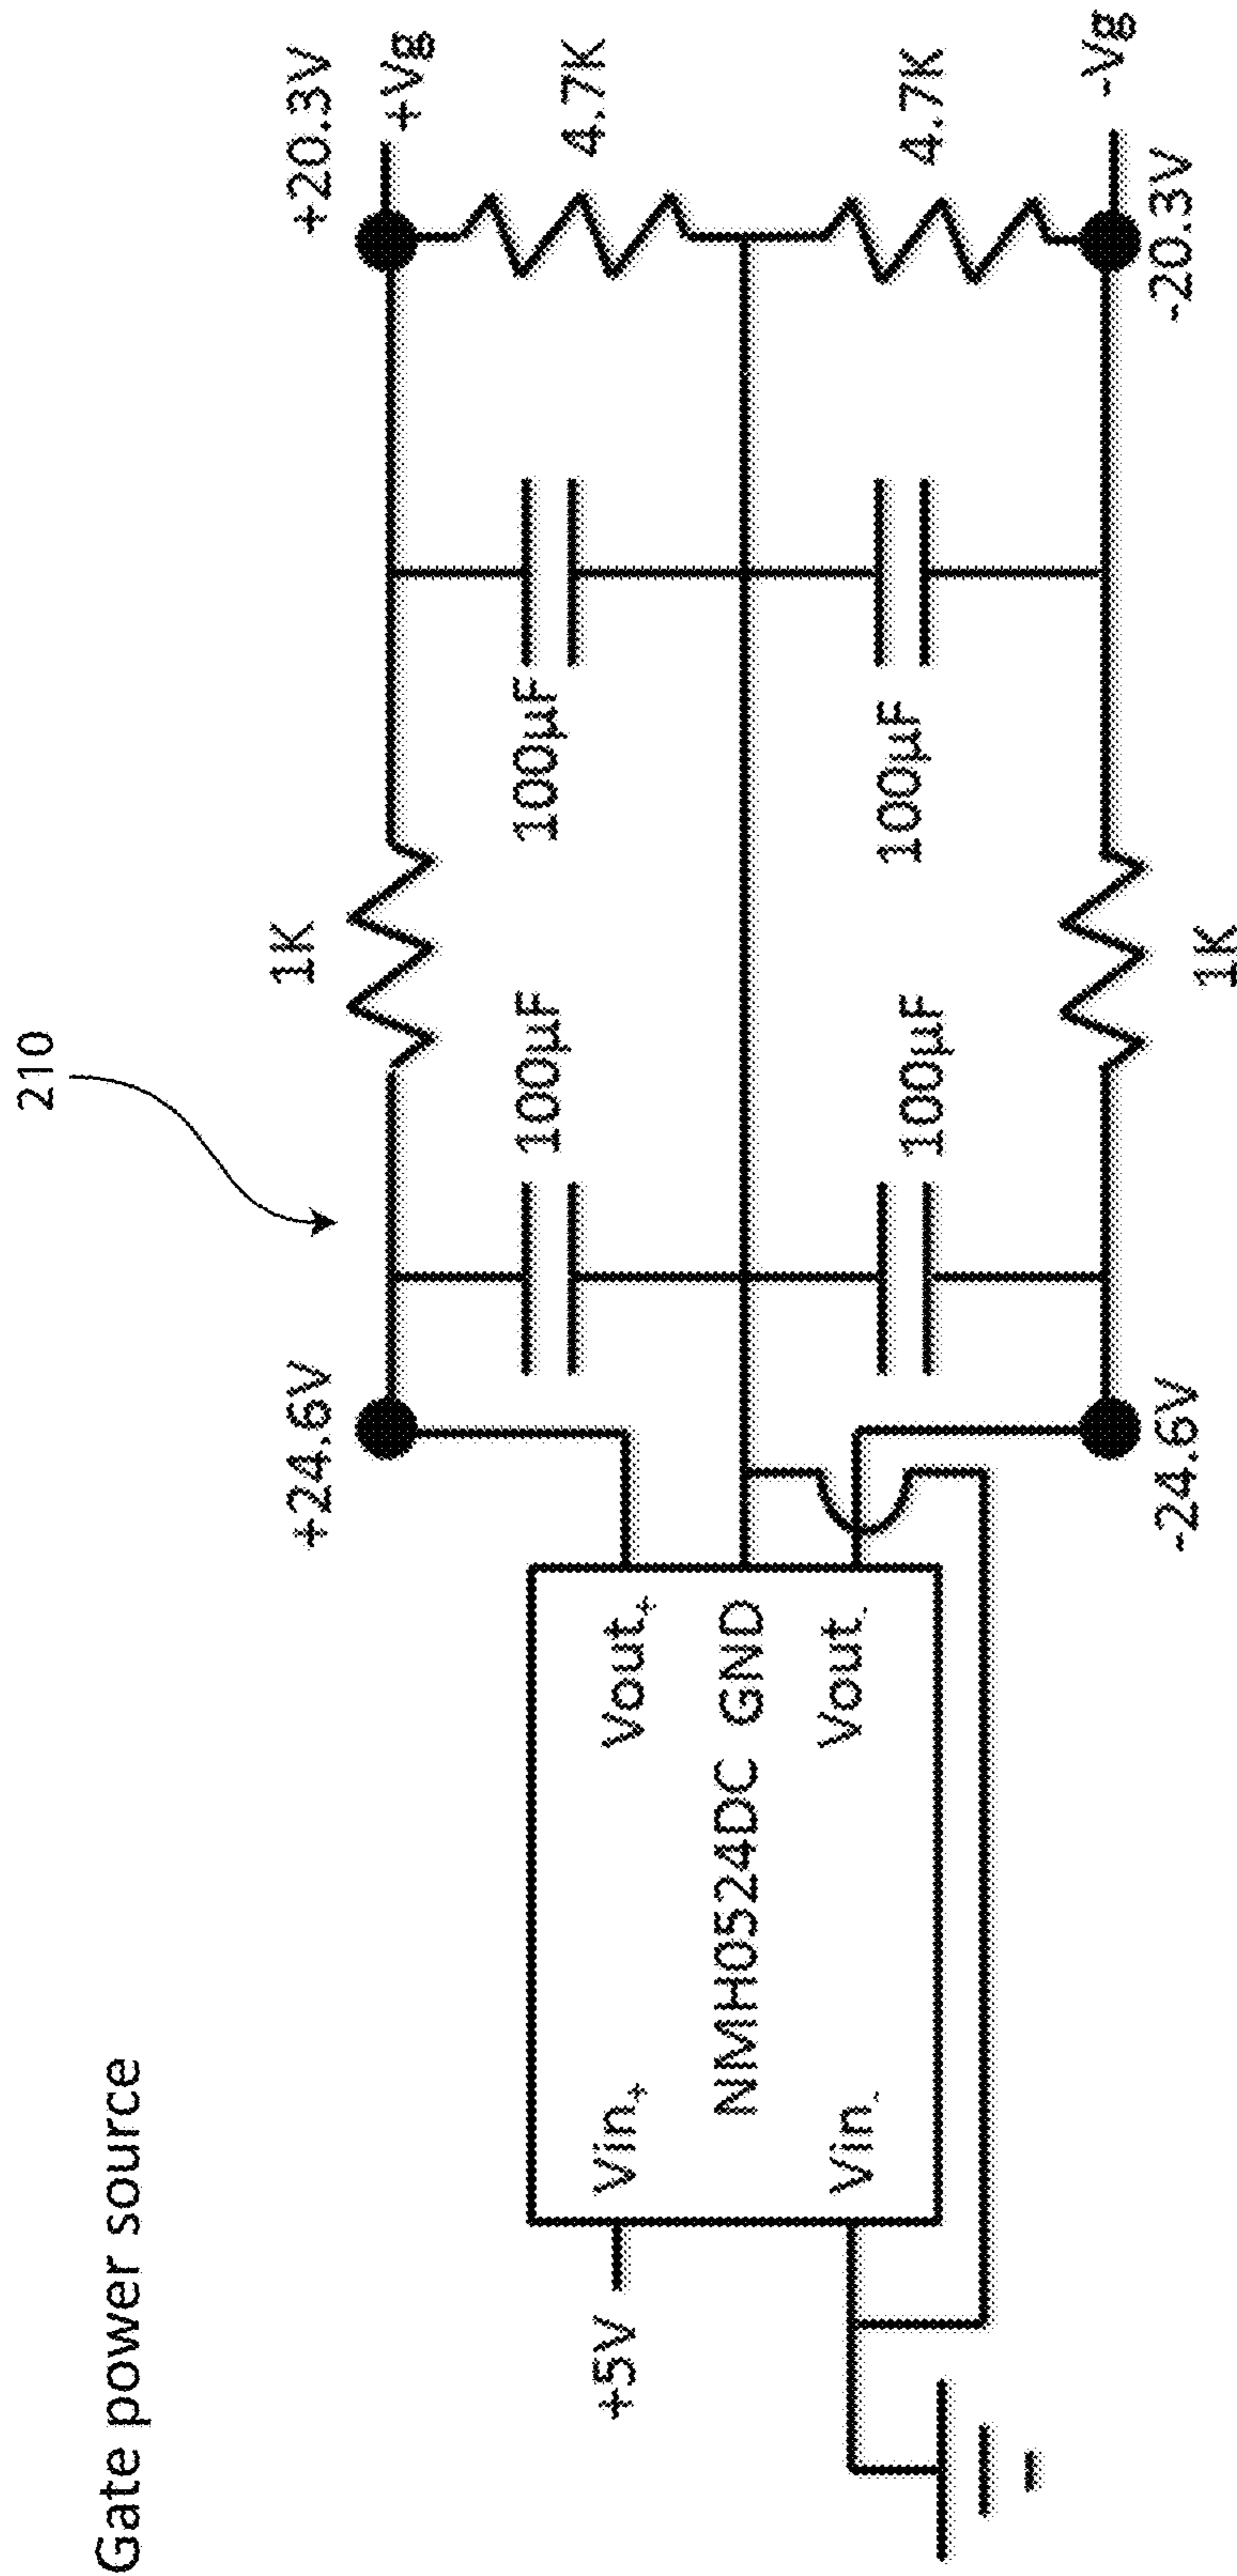 Gate power source
210
+24.6V
1K
+20.3V
+Vg
100µF
100µF
4.7K
+5V
Vin+
Vout+
NMH0524DC GND
Vin-
Vout-
100µF
100µF
4.7K
-24.6V
1K
-20.3V
-Vg